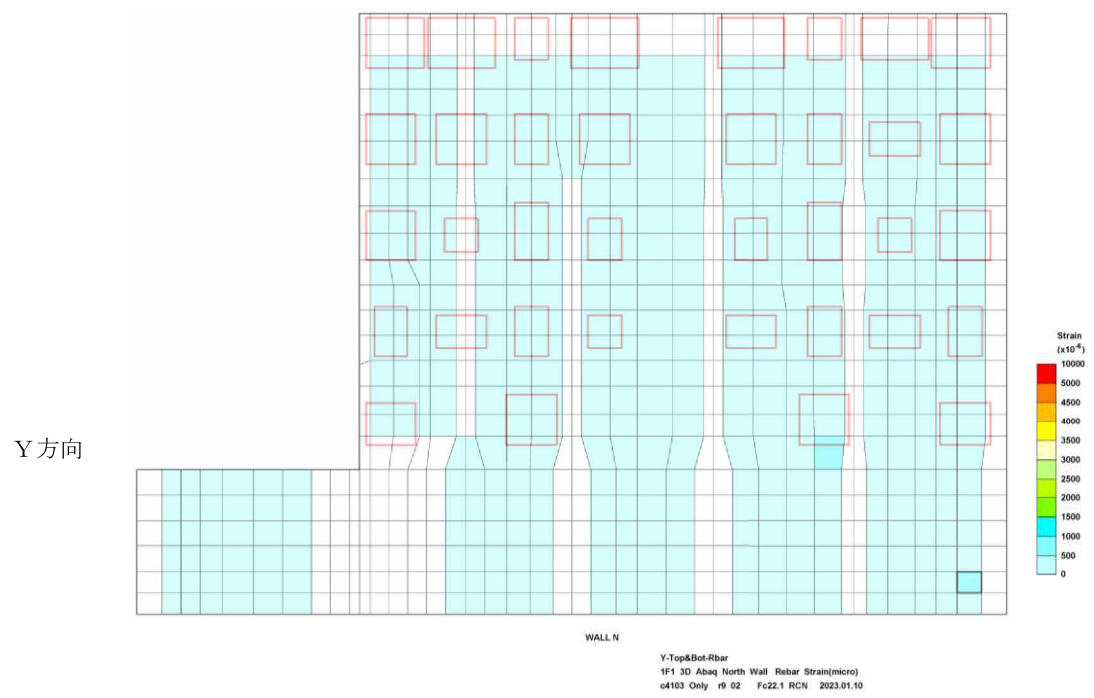 Y方向
Strain
(x10⁻⁶)
10000
5000
4500
4000
3500
3000
2500
2000
1500
1000
500
0
WALL N
Y-Top&Bot-Rbar
1F1 3D Abaq North Wall Rebar Strain(micro)
c4103 Only r9 02 Fc22.1 RCN 2023.01.10